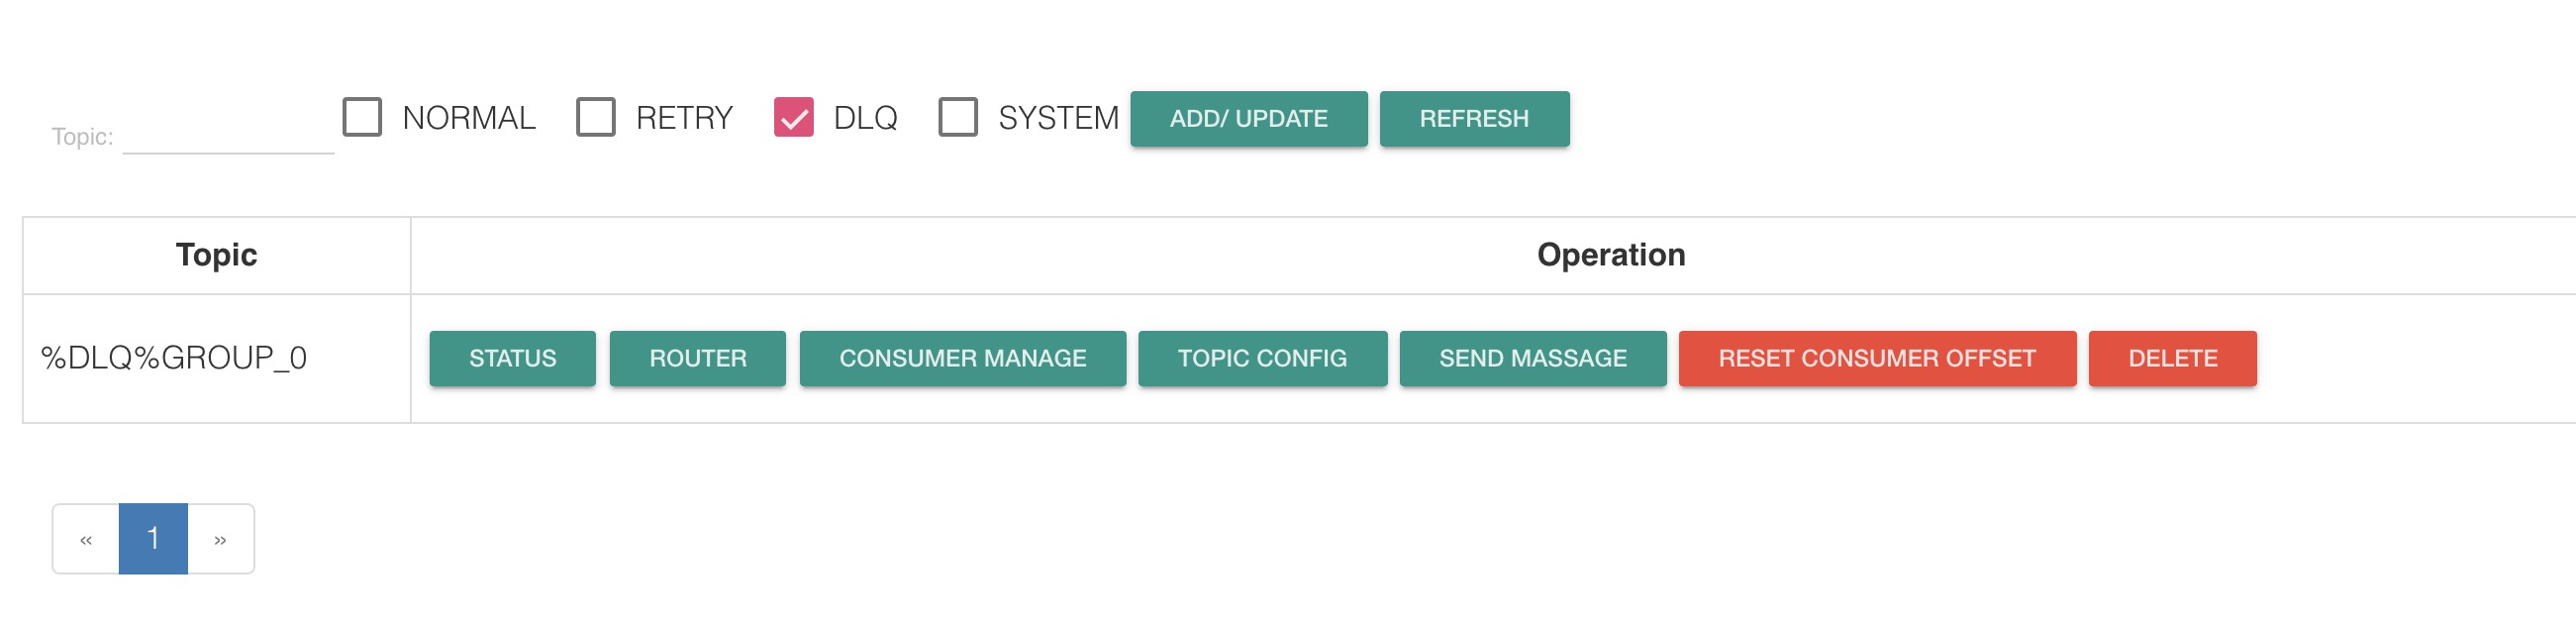 Topic: NORMAL RETRY DLQ SYSTEM ADD/ UPDATE REFRESH
Topic Operation
%DLQ%GROUP_0 STATUS ROUTER CONSUMER MANAGE TOPIC CONFIG SEND MASSAGE RESET CONSUMER OFFSET DELETE
« 1 »